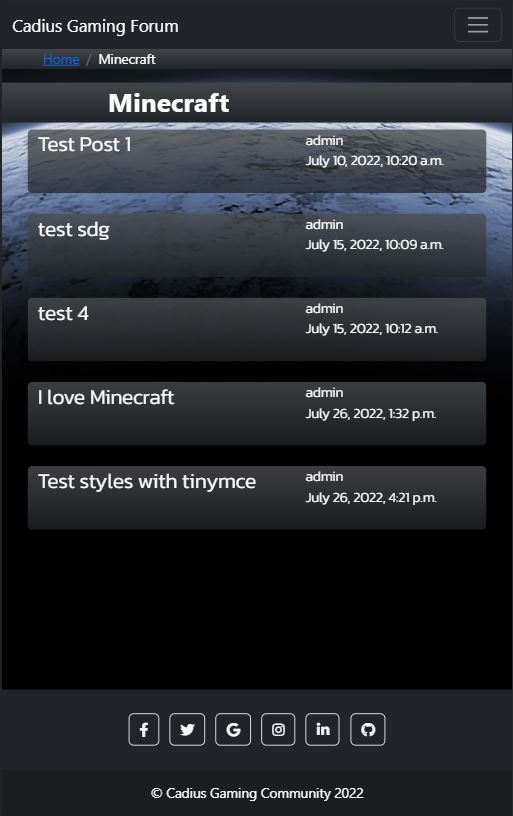 Cadius Gaming Forum
Home / Minecraft
Minecraft
Test Post 1
admin
July 10, 2022, 10:20 a.m.
test sdg
admin
July 15, 2022, 10:09 a.m.
test 4
admin
July 15, 2022, 10:12 a.m.
I love Minecraft
admin
July 26, 2022, 1:32 p.m.
Test styles with tinymce
admin
July 26, 2022, 4:21 p.m.
© Cadius Gaming Community 2022